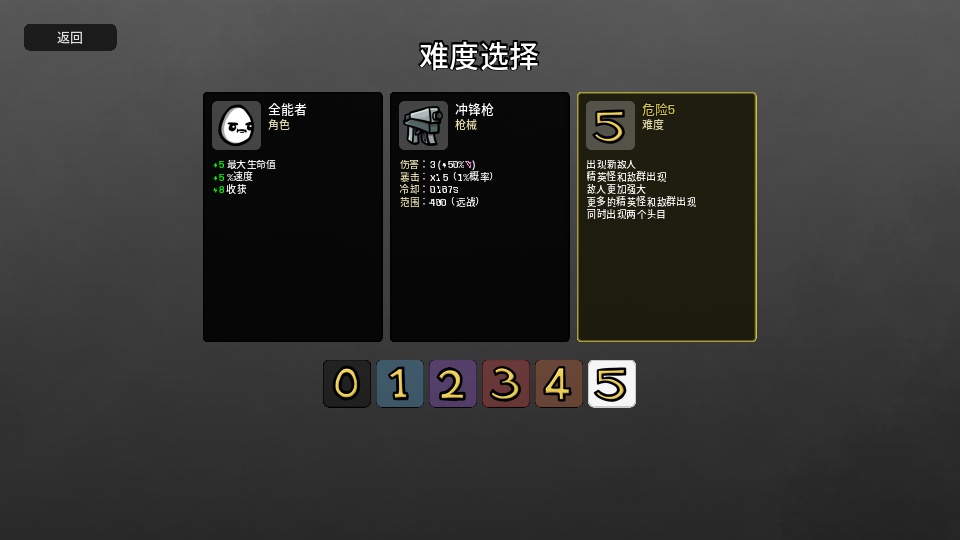 返回
难度选择
全能者
角色
+5 最大生命值
+5 %速度
+8 收获
冲锋枪
枪械
伤害：3 (+50%)
暴击：x1.5 (1%概率)
冷却：0.167s
范围：400 (远战)
5
危险5
难度
出现新敌人
精英怪和敌群出现
敌人更加强大
更多的精英怪和敌群出现
同时出现两个头目
0 1 2 3 4 5